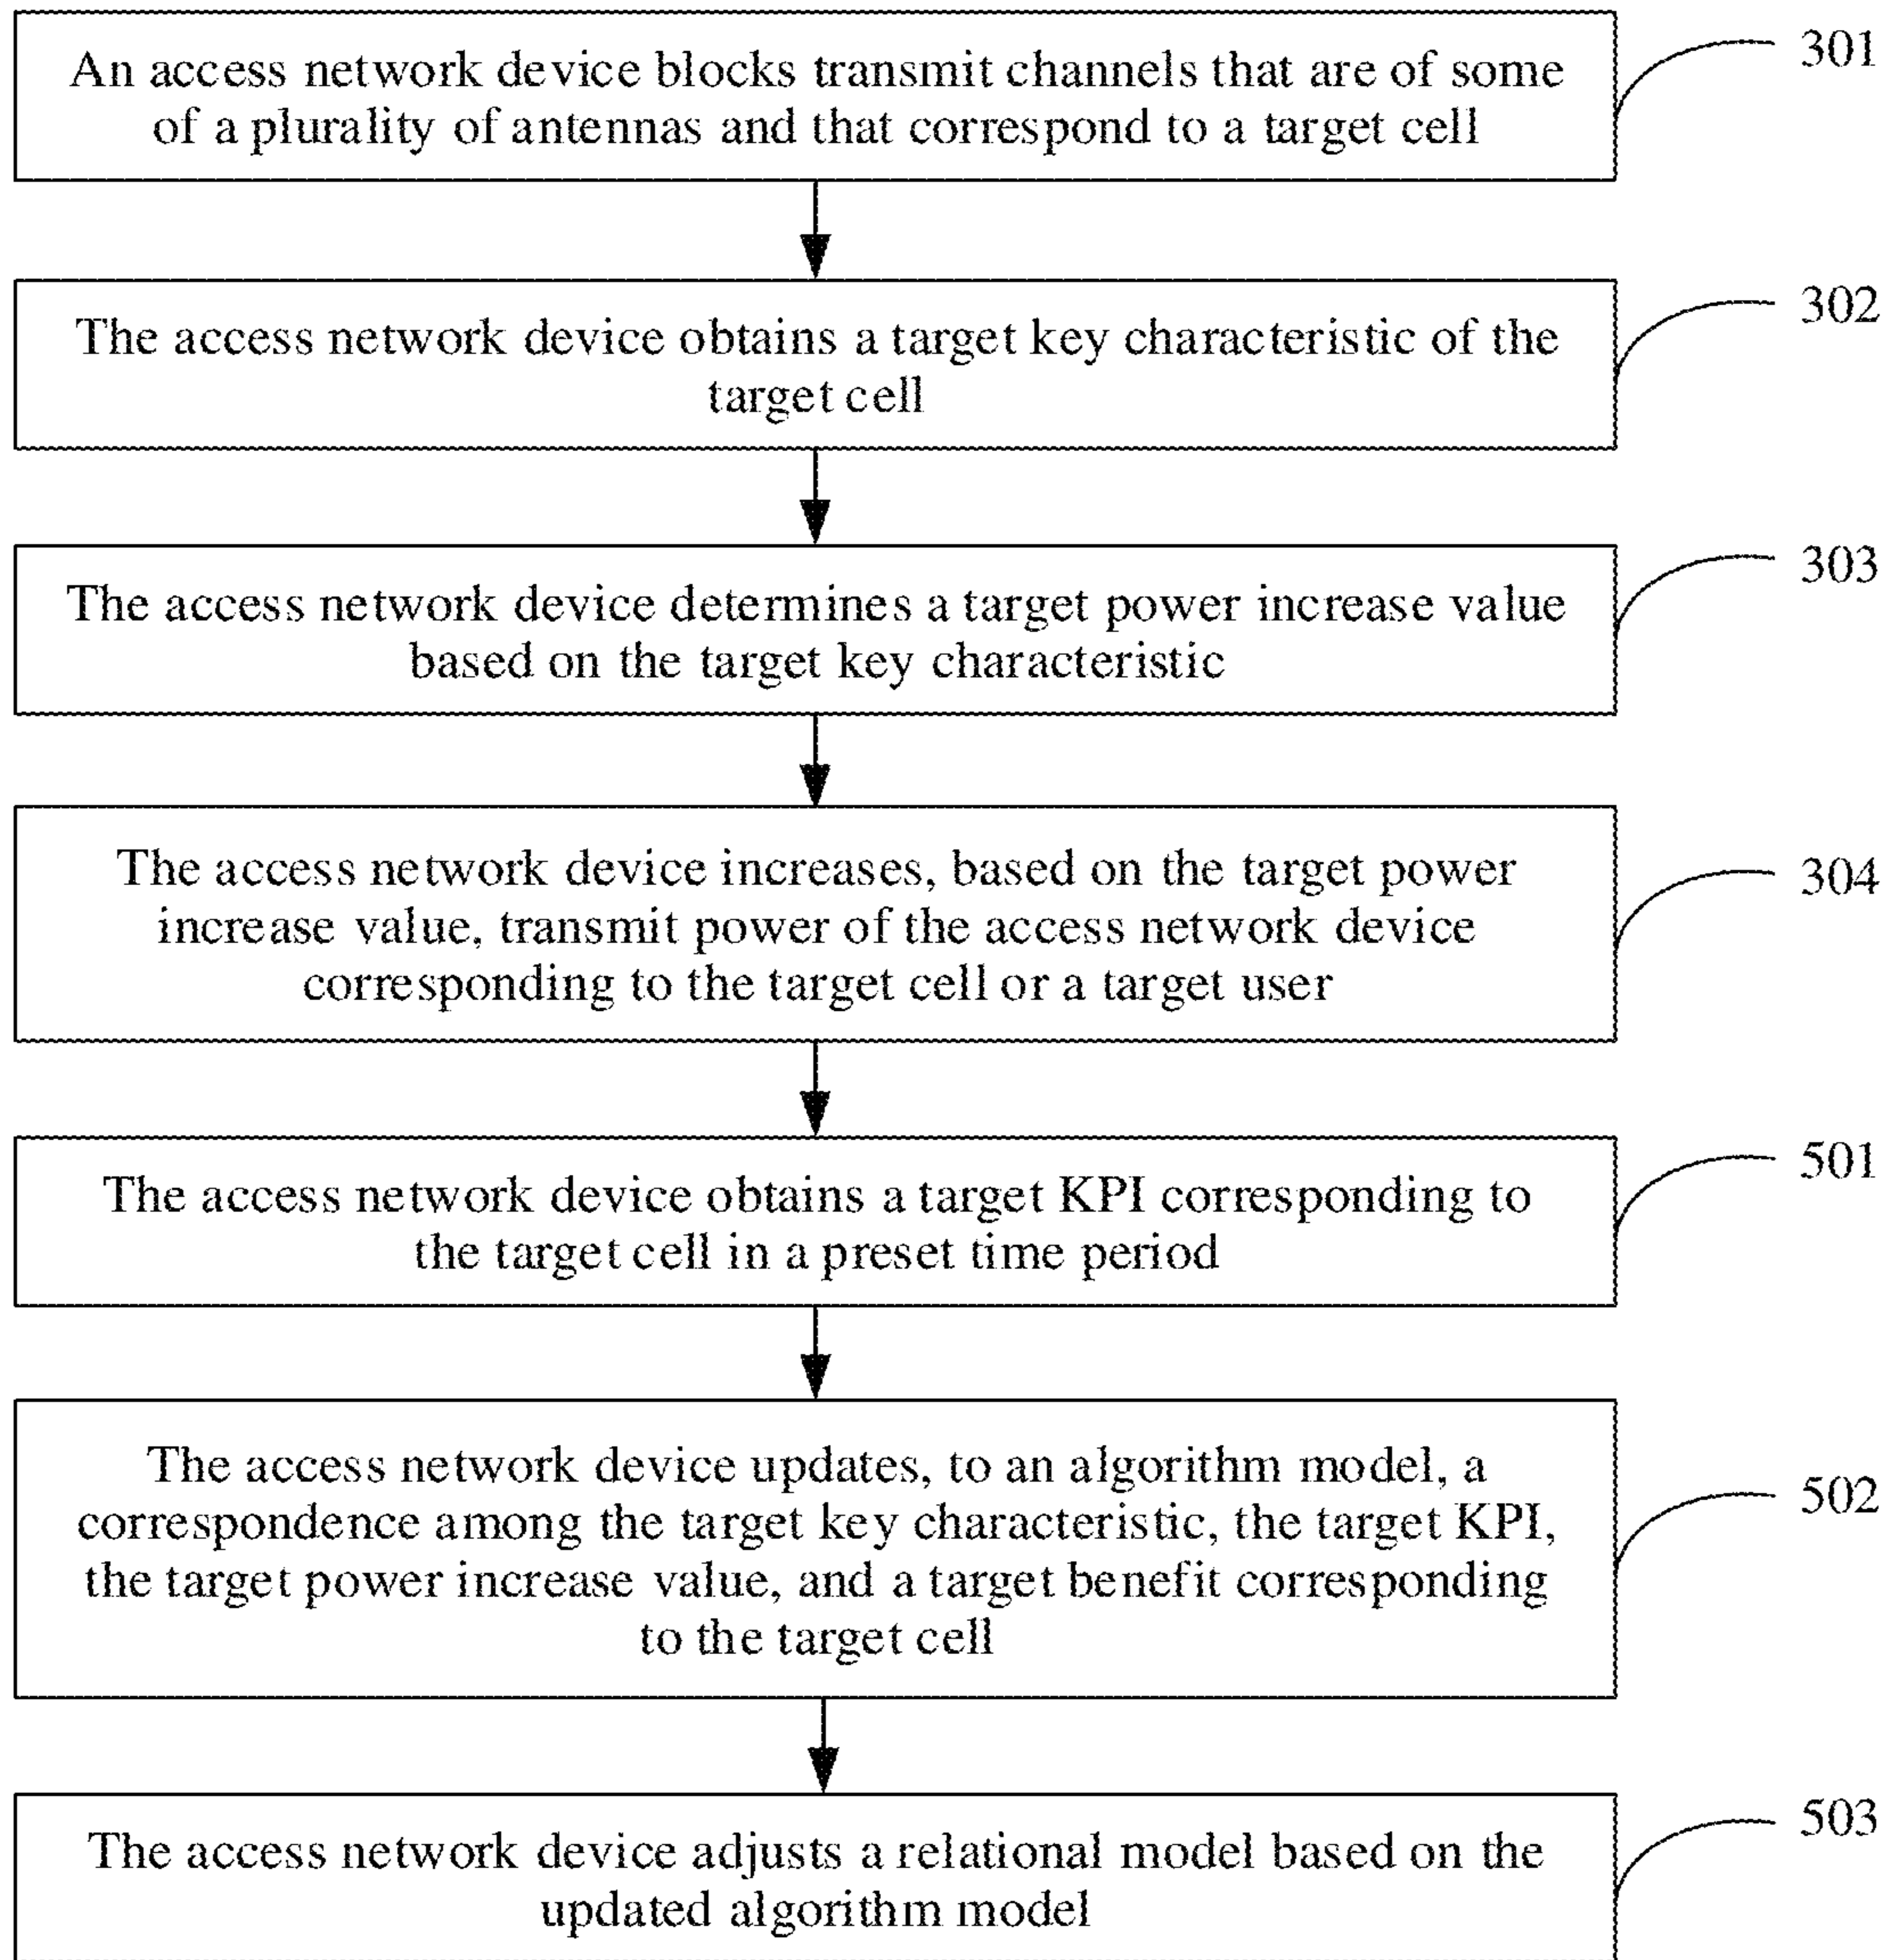 An access network device blocks transmit channels that are of some
of a plurality of antennas and that correspond to a target cell
301
The access network device obtains a target key characteristic of the
target cell
302
The access network device determines a target power increase value
based on the target key characteristic
303
The access network device increases, based on the target power
increase value, transmit power of the access network device
corresponding to the target cell or a target user
304
The access network device obtains a target KPI corresponding to
the target cell in a preset time period
501
The access network device updates, to an algorithm model, a
correspondence among the target key characteristic, the target KPI,
the target power increase value, and a target benefit corresponding
to the target cell
502
The access network device adjusts a relational model based on the
updated algorithm model
503